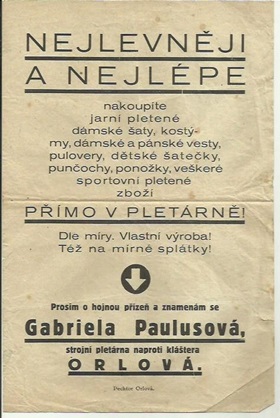 NEJLEVNĚJI
A NEJLÉPE
nakoupíte
jarní pletené
dámské šaty, kostý-
my, dámské a pánské vesty,
pulovery, dětské šatečky,
punčochy, ponožky, veškeré
sportovní pletené
zboží
PŘÍMO V PLETÁRNĚ!
Dle míry. Vlastní výroba!
Též na mírné splátky!
Prosím o hojnou přízeň a znamenám se
Gabriela Paulusová,
strojní pletárna naproti kláštera
ORLOVÁ.
Orlová.